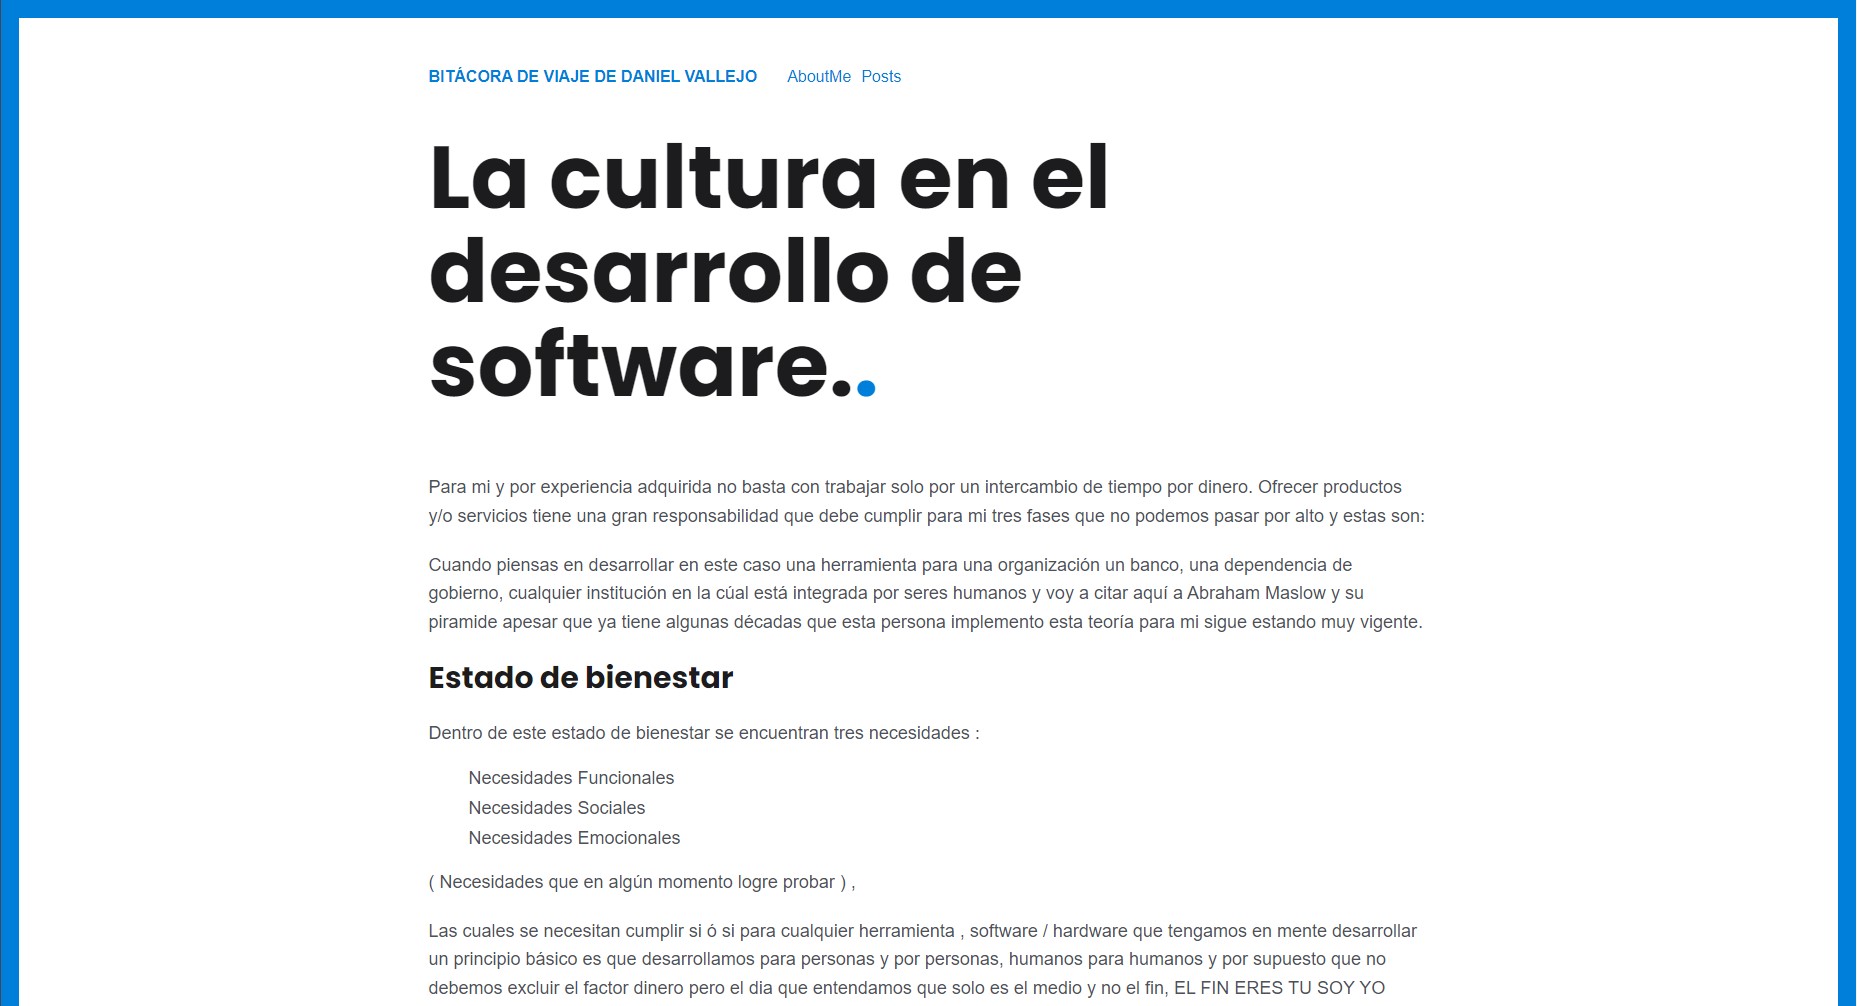 BITÁCORA DE VIAJE DE DANIEL VALLEJO AboutMe Posts
La cultura en el
desarrollo de
software..
Para mi y por experiencia adquirida no basta con trabajar solo por un intercambio de tiempo por dinero. Ofrecer productos
y/o servicios tiene una gran responsabilidad que debe cumplir para mi tres fases que no podemos pasar por alto y estas son:
Cuando piensas en desarrollar en este caso una herramienta para una organización un banco, una dependencia de
gobierno, cualquier institución en la cúal está integrada por seres humanos y voy a citar aquí a Abraham Maslow y su
piramide apesar que ya tiene algunas décadas que esta persona implemento esta teoría para mi sigue estando muy vigente.
Estado de bienestar
Dentro de este estado de bienestar se encuentran tres necesidades :
Necesidades Funcionales
Necesidades Sociales
Necesidades Emocionales
( Necesidades que en algún momento logre probar ) ,
Las cuales se necesitan cumplir si ó si para cualquier herramienta , software / hardware que tengamos en mente desarrollar
un principio básico es que desarrollamos para personas y por personas, humanos para humanos y por supuesto que no
debemos excluir el factor dinero pero el dia que entendamos que solo es el medio y no el fin, EL FIN ERES TU SOY YO